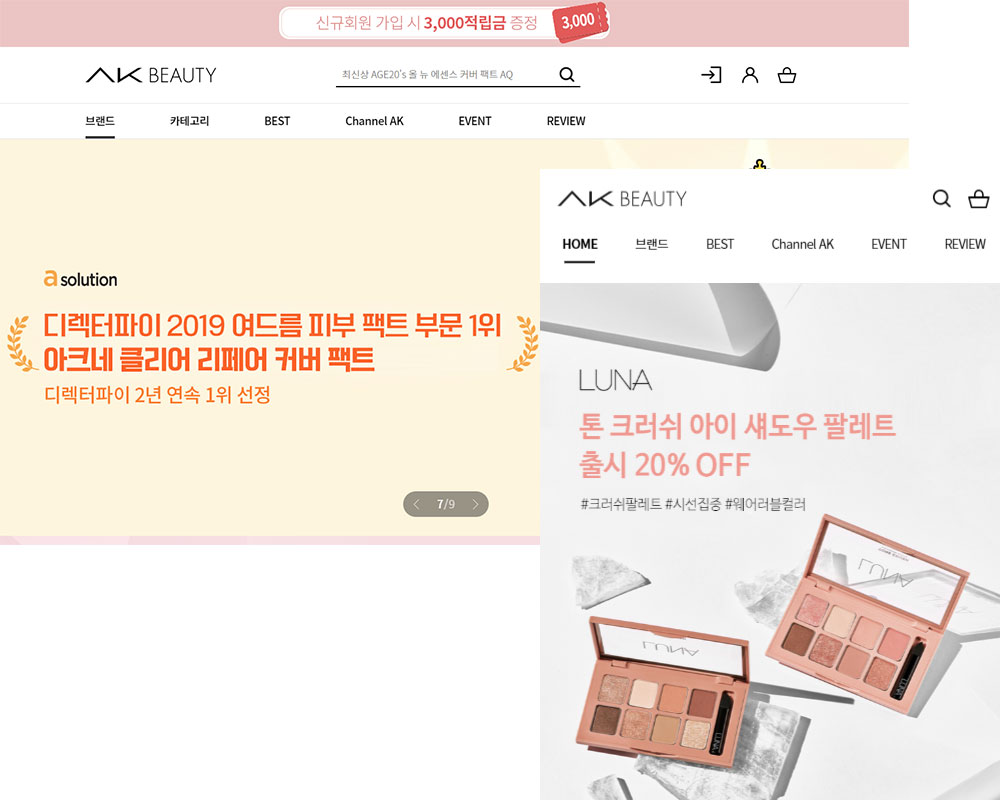 신규회원 가입 시 3,000적립금 증정
3,000
AK BEAUTY
최신상 AGE20's 올 뉴 에센스 커버 팩트 AQ
브랜드 카테고리 BEST Channel AK EVENT REVIEW
a solution
디렉터파이 2019 여드름 피부 팩트 부문 1위
아크네 클리어 리페어 커버 팩트
디렉터파이 2년 연속 1위 선정
7/9
AK BEAUTY
HOME 브랜드 BEST Channel AK EVENT REVIEW
LUNA
톤 크러쉬 아이 섀도우 팔레트
출시 20% OFF
#크러쉬팔레트 #시선집중 #웨어러블컬러
LUNA
LUNA
LUNA
LUNA